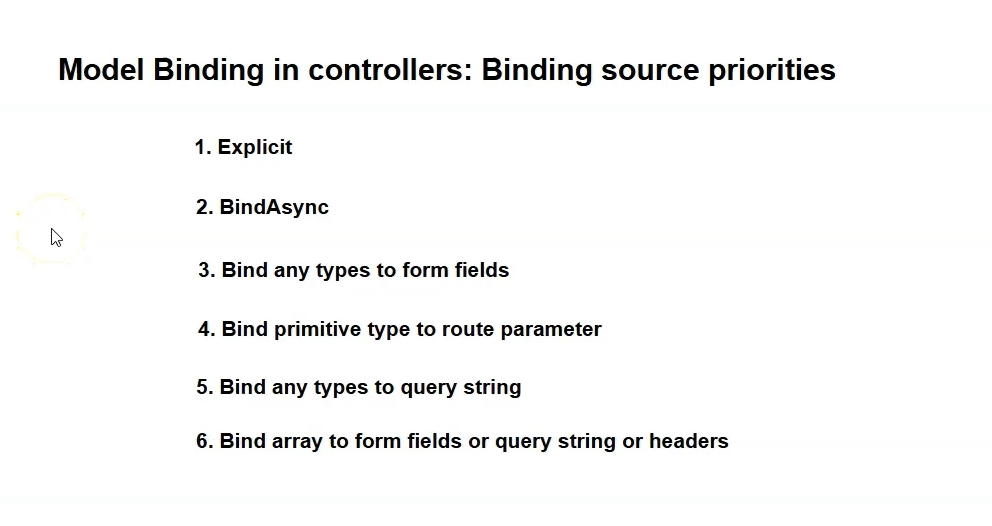 Model Binding in controllers: Binding source priorities
1. Explicit
2. BindAsync
3. Bind any types to form fields
4. Bind primitive type to route parameter
5. Bind any types to query string
6. Bind array to form fields or query string or headers